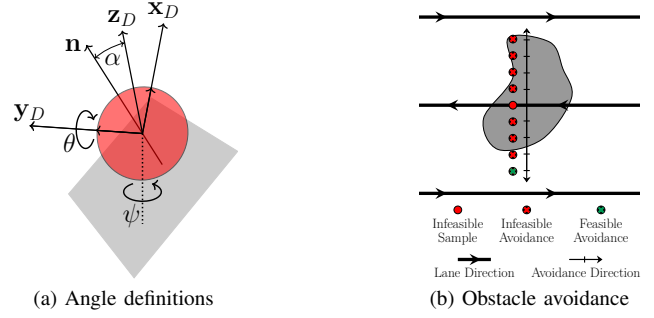 x_D
z_D
n
α
y_D
θ
ψ
Infeasible Infeasible Feasible
Sample Avoidance Avoidance
Lane Direction Avoidance Direction
(a) Angle definitions
(b) Obstacle avoidance